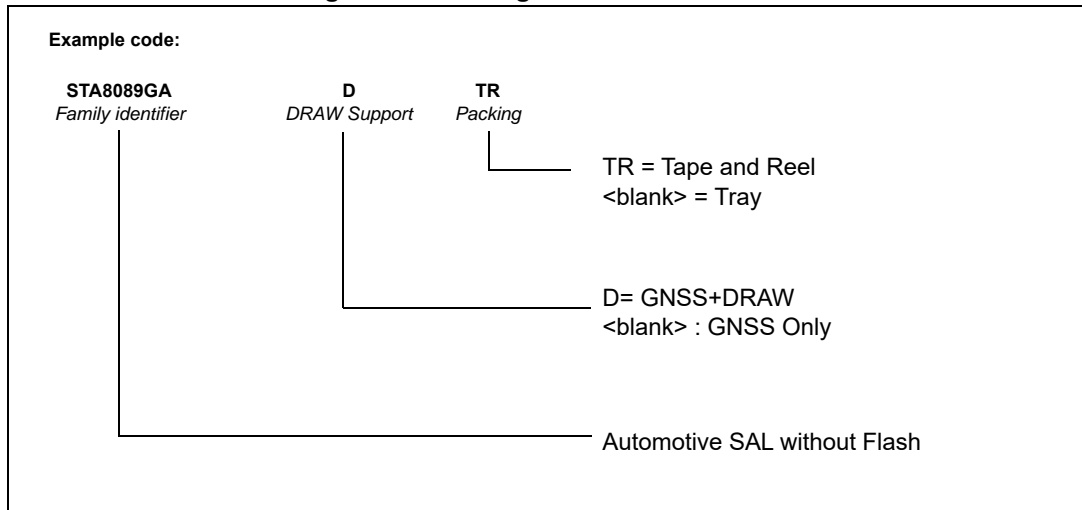 Example code:
STA8089GA D TR
Family identifier DRAW Support Packing
TR = Tape and Reel
<blank> = Tray
D= GNSS+DRAW
<blank> : GNSS Only
Automotive SAL without Flash